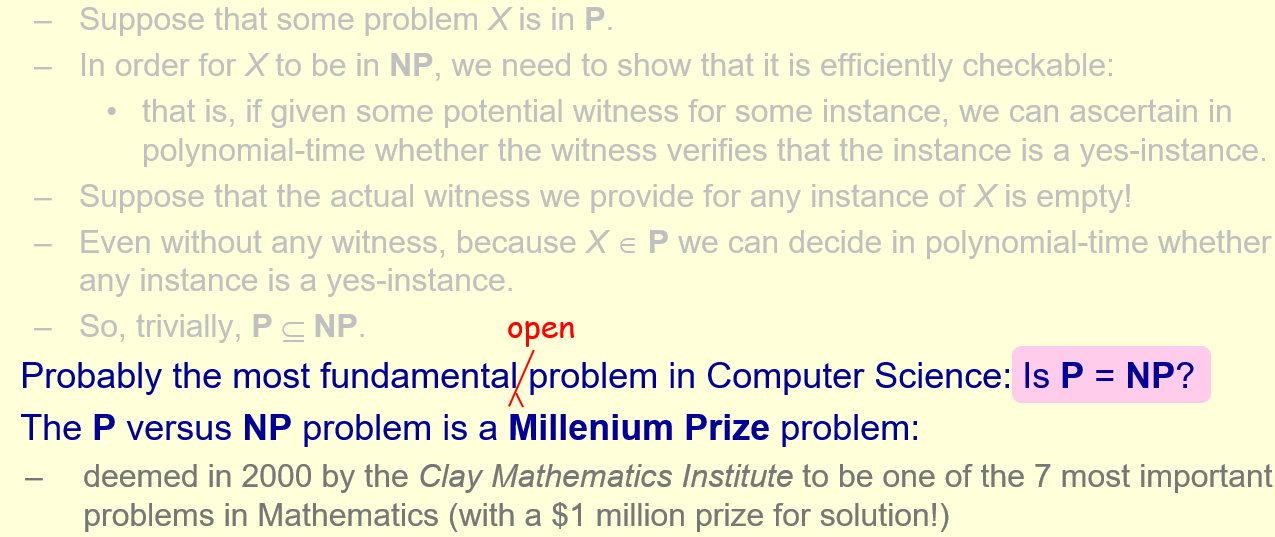 – Suppose that some problem X is in P.
– In order for X to be in NP, we need to show that it is efficiently checkable:
• that is, if given some potential witness for some instance, we can ascertain in
polynomial-time whether the witness verifies that the instance is a yes-instance.
– Suppose that the actual witness we provide for any instance of X is empty!
– Even without any witness, because X ∈ P we can decide in polynomial-time whether
any instance is a yes-instance.
– So, trivially, P ⊆ NP.
open
Probably the most fundamental problem in Computer Science: Is P = NP?
The P versus NP problem is a Millenium Prize problem:
– deemed in 2000 by the Clay Mathematics Institute to be one of the 7 most important
problems in Mathematics (with a $1 million prize for solution!)